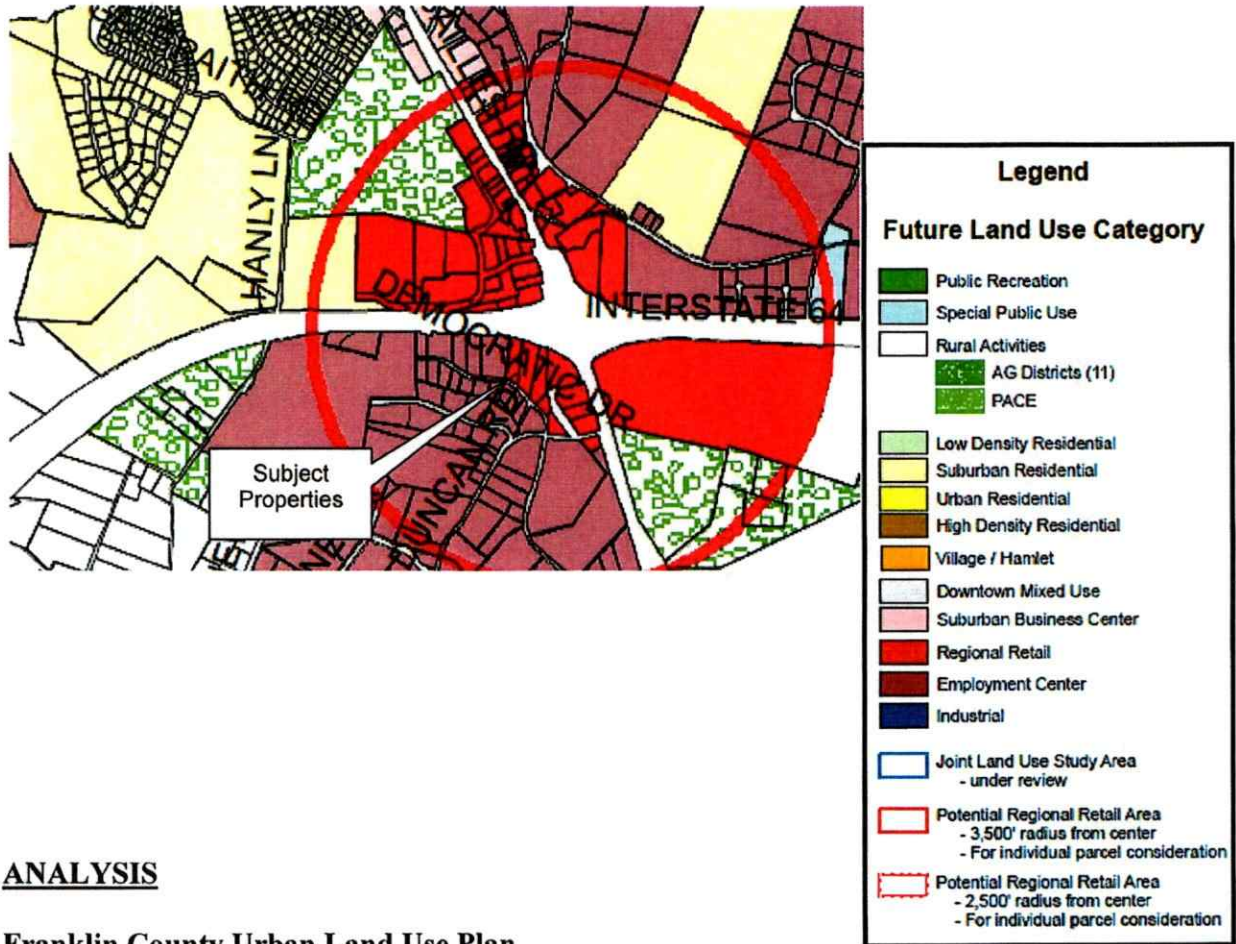 HANLY LN
DEMOCRATIC DR
INTERSTATE 64
DUNCAN R
Subject
Properties
Legend
Future Land Use Category
Public Recreation
Special Public Use
Rural Activities
AG Districts (11)
PACE
Low Density Residential
Suburban Residential
Urban Residential
High Density Residential
Village / Hamlet
Downtown Mixed Use
Suburban Business Center
Regional Retail
Employment Center
Industrial
Joint Land Use Study Area
- under review
Potential Regional Retail Area
- 3,500' radius from center
- For individual parcel consideration
Potential Regional Retail Area
- 2,500' radius from center
- For individual parcel consideration
ANALYSIS
Franklin County Urban Land Use Plan